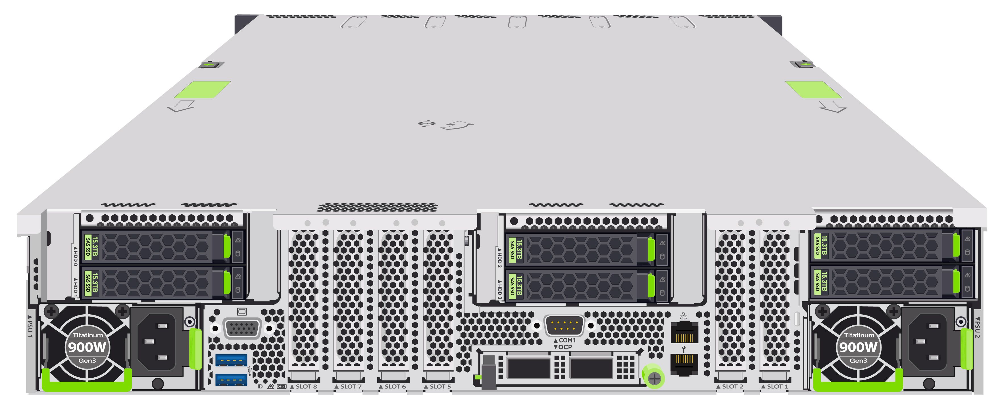 15.3TB
SAS SSD
15.3TB
SAS SSD
▲HDD 0
▲HDD 1
15.3TB
SAS SSD
15.3TB
SAS SSD
▲HDD 2
▲HDD 3
15.3TB
SAS SSD
15.3TB
SAS SSD
▲PSU 1
Titatinum
900W
Gen3
▲COM1
▼OCP
Titatinum
900W
Gen3
▼PSU 2
ID CSS
▲SLOT 8
▲SLOT 7
▲SLOT 6
▲SLOT 5
▲SLOT 2
▲SLOT 1